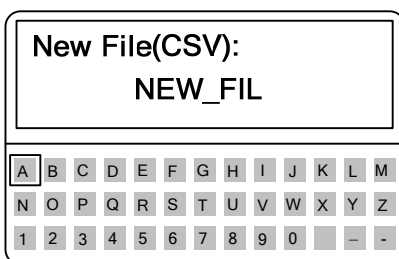 New File(CSV):
NEW_FIL
A B C D E F G H I J K L M
N O P Q R S T U V W X Y Z
1 2 3 4 5 6 7 8 9 0 – -